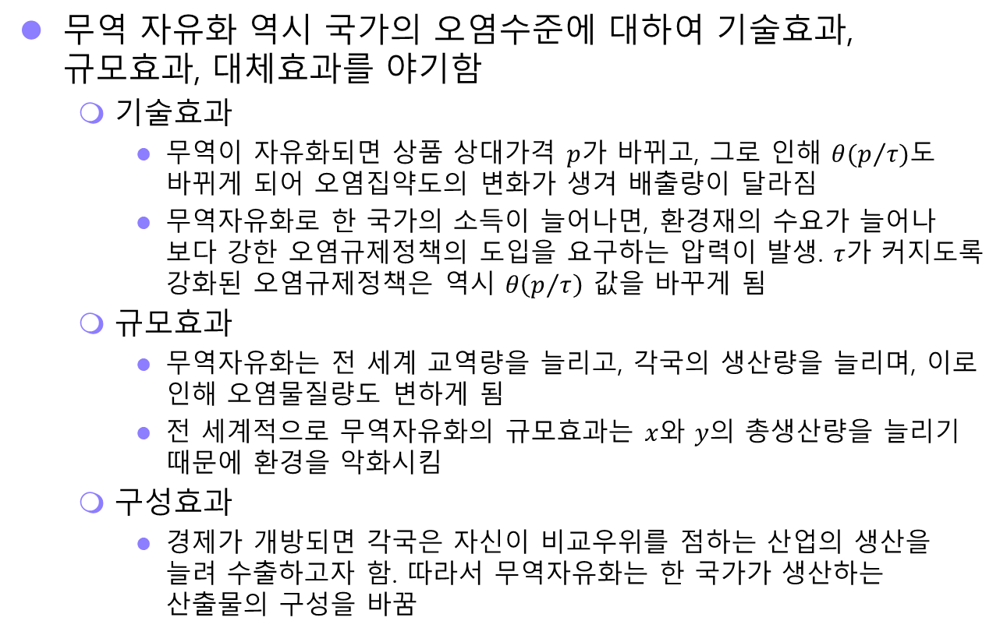 무역 자유화 역시 국가의 오염수준에 대하여 기술효과,
규모효과, 대체효과를 야기함
기술효과
무역이 자유화되면 상품 상대가격 p가 바뀌고, 그로 인해 θ(p/τ)도
바뀌게 되어 오염집약도의 변화가 생겨 배출량이 달라짐
무역자유화로 한 국가의 소득이 늘어나면, 환경재의 수요가 늘어나
보다 강한 오염규제정책의 도입을 요구하는 압력이 발생. τ가 커지도록
강화된 오염규제정책은 역시 θ(p/τ) 값을 바꾸게 됨
규모효과
무역자유화는 전 세계 교역량을 늘리고, 각국의 생산량을 늘리며, 이로
인해 오염물질량도 변하게 됨
전 세계적으로 무역자유화의 규모효과는 x와 y의 총생산량을 늘리기
때문에 환경을 악화시킴
구성효과
경제가 개방되면 각국은 자신이 비교우위를 점하는 산업의 생산을
늘려 수출하고자 함. 따라서 무역자유화는 한 국가가 생산하는
산출물의 구성을 바꿈